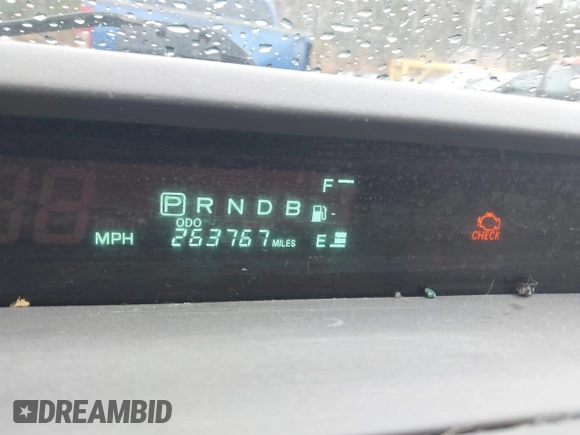 F
P R N D B
ODO
MPH 263767 MILES E
CHECK
DREAMBID